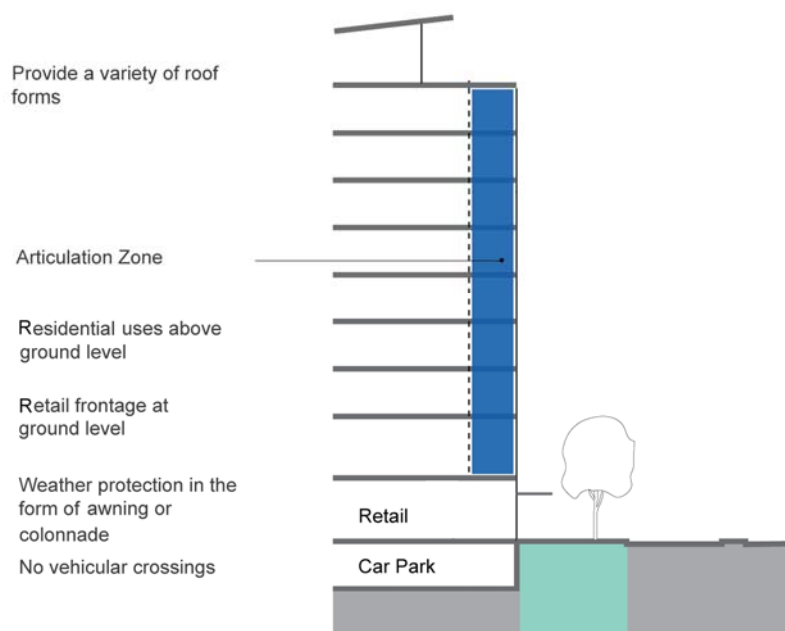 Provide a variety of roof
forms
Articulation Zone
Residential uses above
ground level
Retail frontage at
ground level
Weather protection in the
form of awning or
colonnade
Retail
No vehicular crossings
Car Park